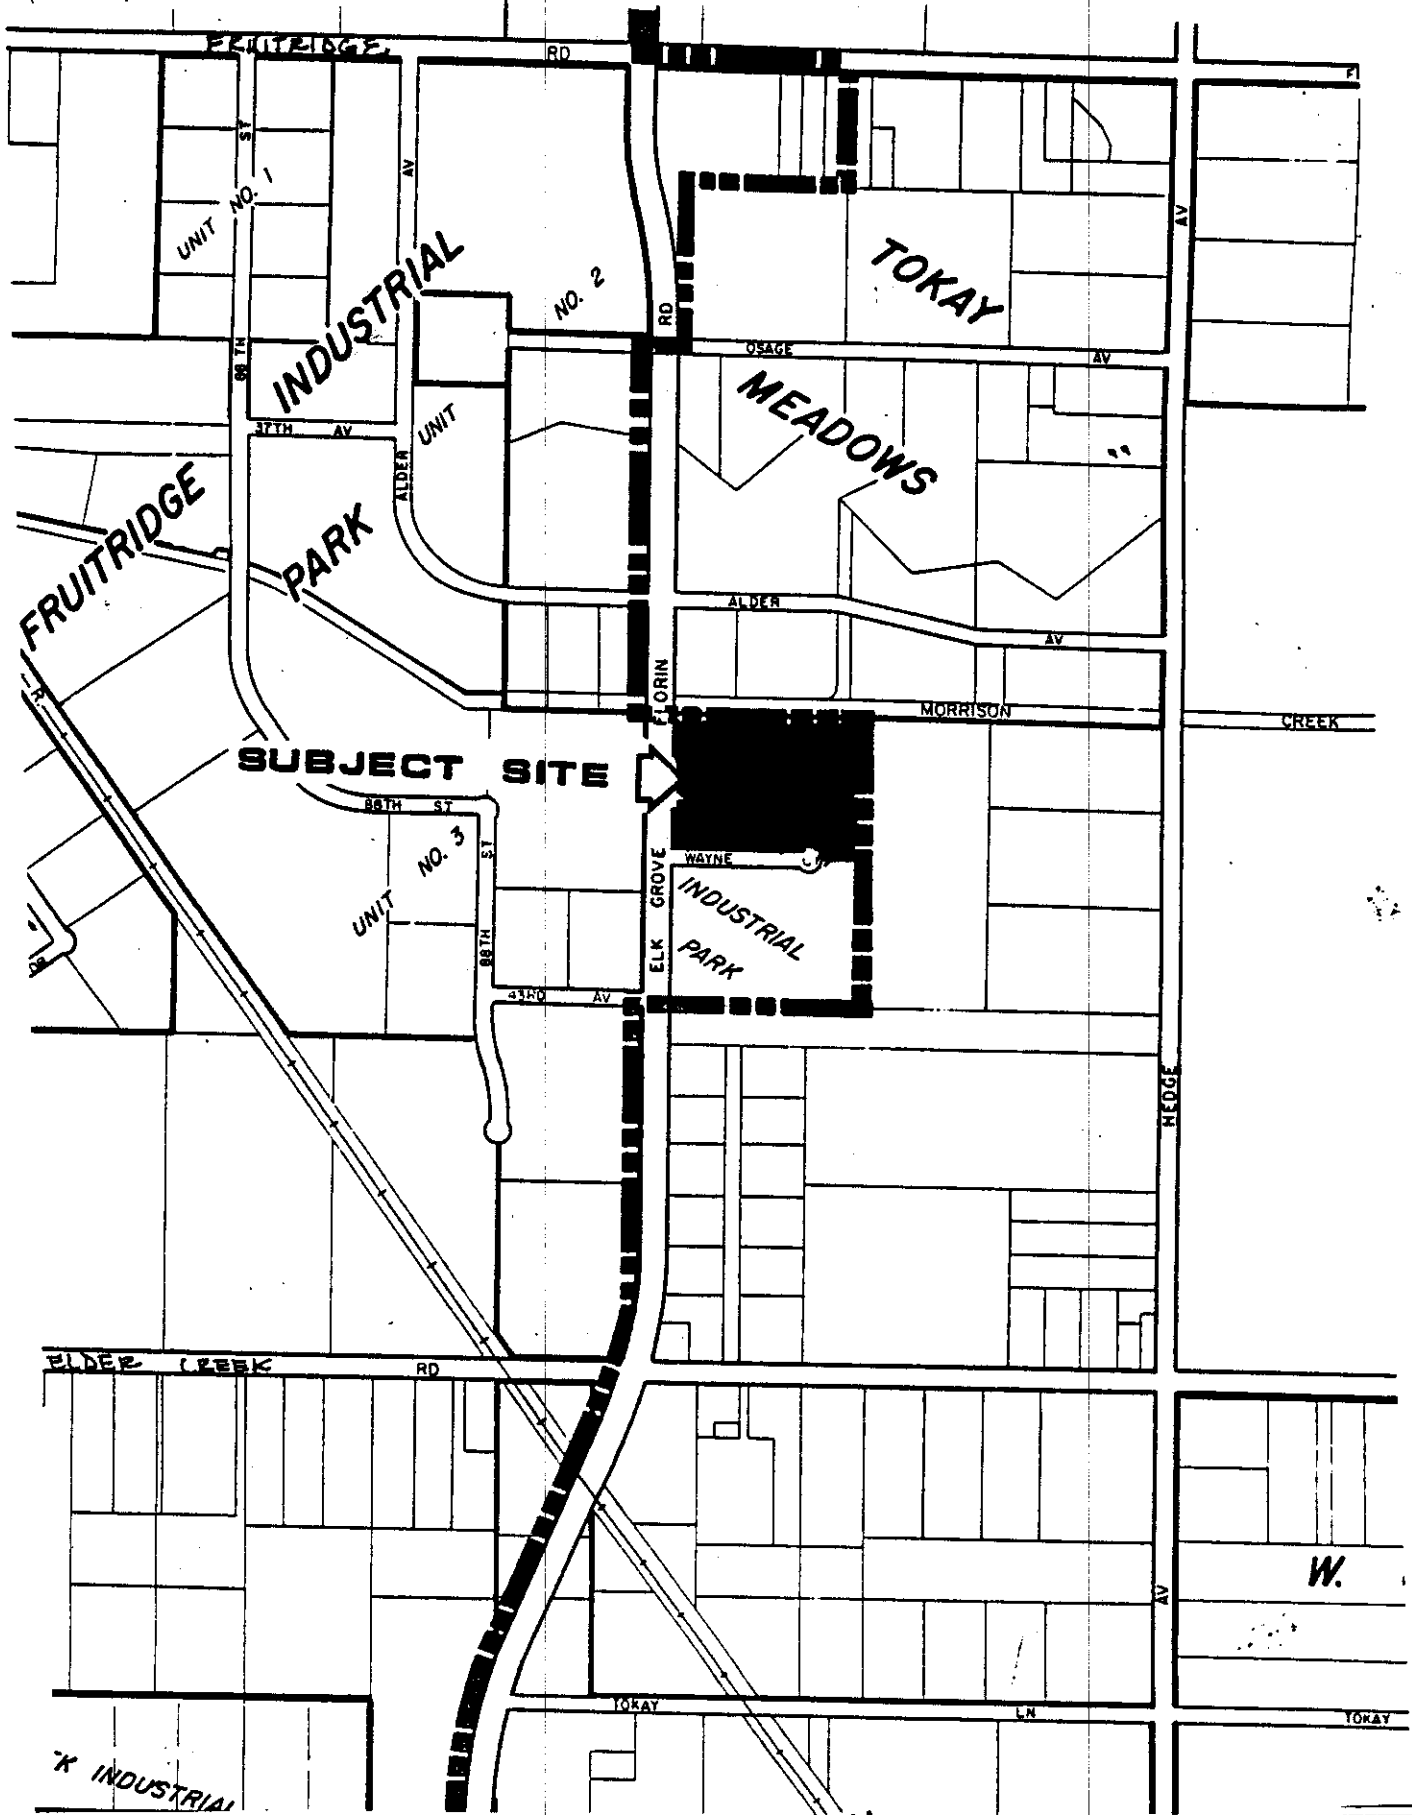 FRUITRIDGE RD
ST
AV
UNIT NO. 1
AV
INDUSTRIAL
NO. 2
TOKAY
RD
OSAGE AV
88 TH
MEADOWS
37TH AV
UNIT
ALDER
FRUITRIDGE
PARK
ALDER AV
FLORIN
MORRISON CREEK
SUBJECT SITE
88TH ST
NO. 3
ST
UNIT
WAYNE
INDUSTRIAL
PARK
ELK GROVE
88TH
43RD AV
HEDGE
ELDER CREEK RD
W.
AV
TOKAY LN TOKAY
K INDUSTRIAL